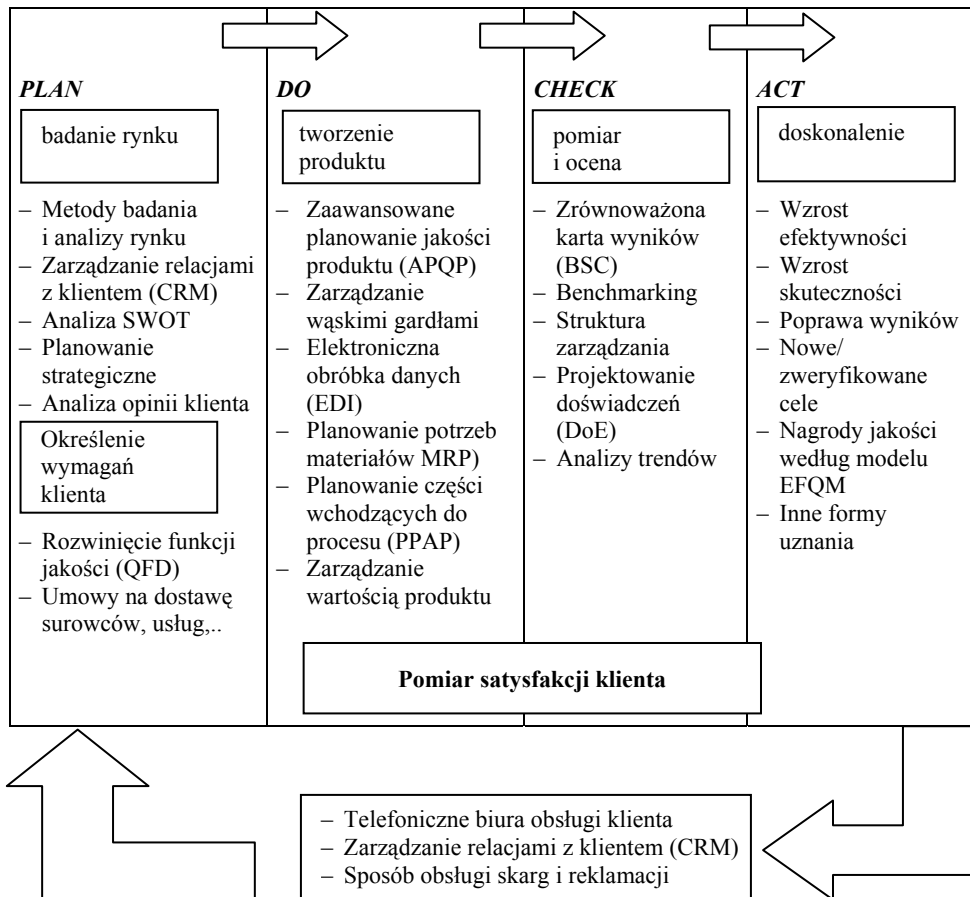 PLAN
badanie rynku
– Metody badania
i analizy rynku
– Zarządzanie relacjami
z klientem (CRM)
– Analiza SWOT
– Planowanie
strategiczne
– Analiza opinii klienta
Określenie
wymagań
klienta
– Rozwinięcie funkcji
jakości (QFD)
– Umowy na dostawę
surowców, usług,..
DO
tworzenie
produktu
– Zaawansowane
planowanie jakości
produktu (APQP)
– Zarządzanie
wąskimi gardłami
– Elektroniczna
obróbka danych
(EDI)
– Planowanie potrzeb
materiałów MRP)
– Planowanie części
wchodzących do
procesu (PPAP)
– Zarządzanie
wartością produktu
CHECK
pomiar
i ocena
– Zrównoważona
karta wyników
(BSC)
– Benchmarking
– Struktura
zarządzania
– Projektowanie
doświadczeń
(DoE)
– Analizy trendów
ACT
doskonalenie
– Wzrost
efektywności
– Wzrost
skuteczności
– Poprawa wyników
– Nowe/
zweryfikowane
cele
– Nagrody jakości
według modelu
EFQM
– Inne formy
uznania
Pomiar satysfakcji klienta
– Telefoniczne biura obsługi klienta
– Zarządzanie relacjami z klientem (CRM)
– Sposób obsługi skarg i reklamacji